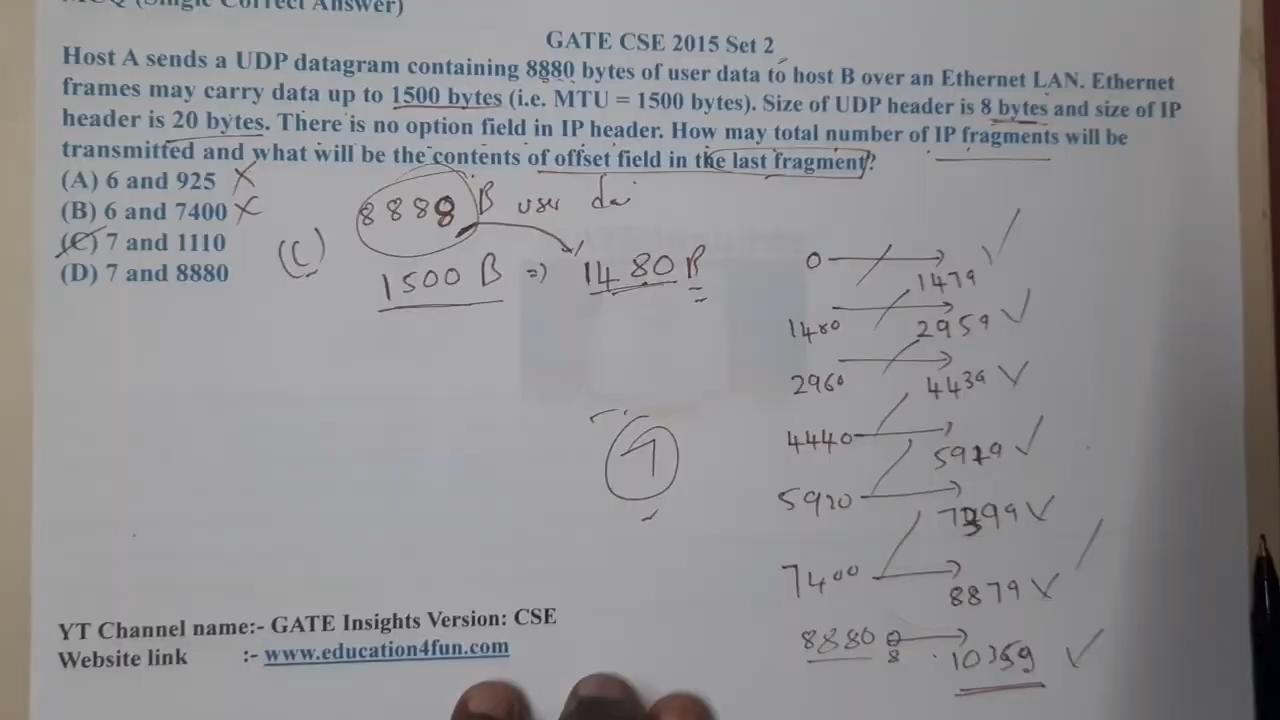 MCQ (Single Correct Answer)
GATE CSE 2015 Set 2
Host A sends a UDP datagram containing 8880 bytes of user data to host B over an Ethernet LAN. Ethernet
frames may carry data up to 1500 bytes (i.e. MTU = 1500 bytes). Size of UDP header is 8 bytes and size of IP
header is 20 bytes. There is no option field in IP header. How may total number of IP fragments will be
transmitted and what will be the contents of offset field in the last fragment?
(A) 6 and 925
(B) 6 and 7400
(C) 7 and 1110
(D) 7 and 8880
8888 B user da
(C)
1500 B => 1480 B
7
0 → 1479
1480 → 2959
2960 → 4439
4440 → 5919
5920 → 7399
7400 → 8879
8880 → 10359
8
YT Channel name:- GATE Insights Version: CSE
Website link :- www.education4fun.com